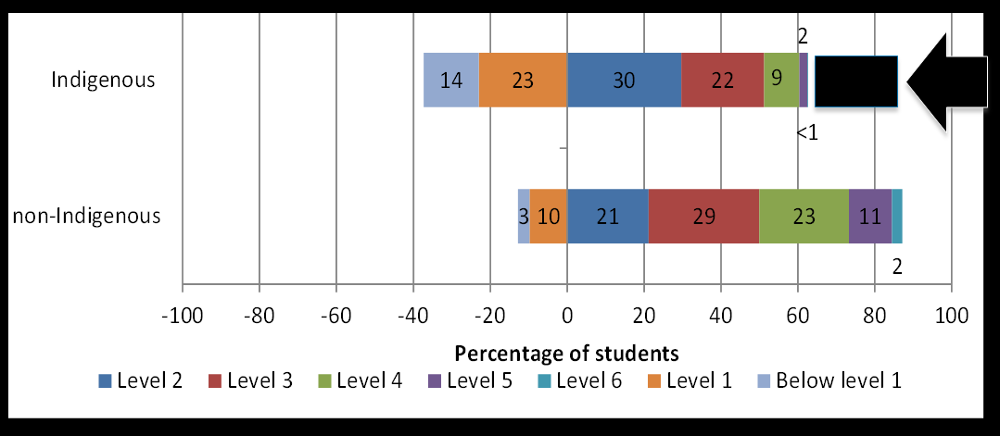 2
Indigenous 14 23 30 22 9
<1
non-Indigenous 3 10 21 29 23 11
2
-100 -80 -60 -40 -20 0 20 40 60 80 100
Percentage of students
Level 2 Level 3 Level 4 Level 5 Level 6 Level 1 Below level 1